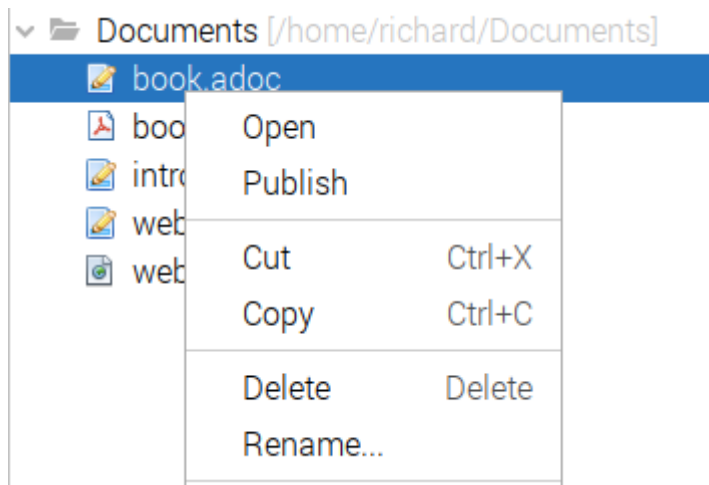 Documents [/home/richard/Documents]
book.adoc
boo
Open
intro
Publish
web
Cut Ctrl+X
web
Copy Ctrl+C
Delete Delete
Rename...